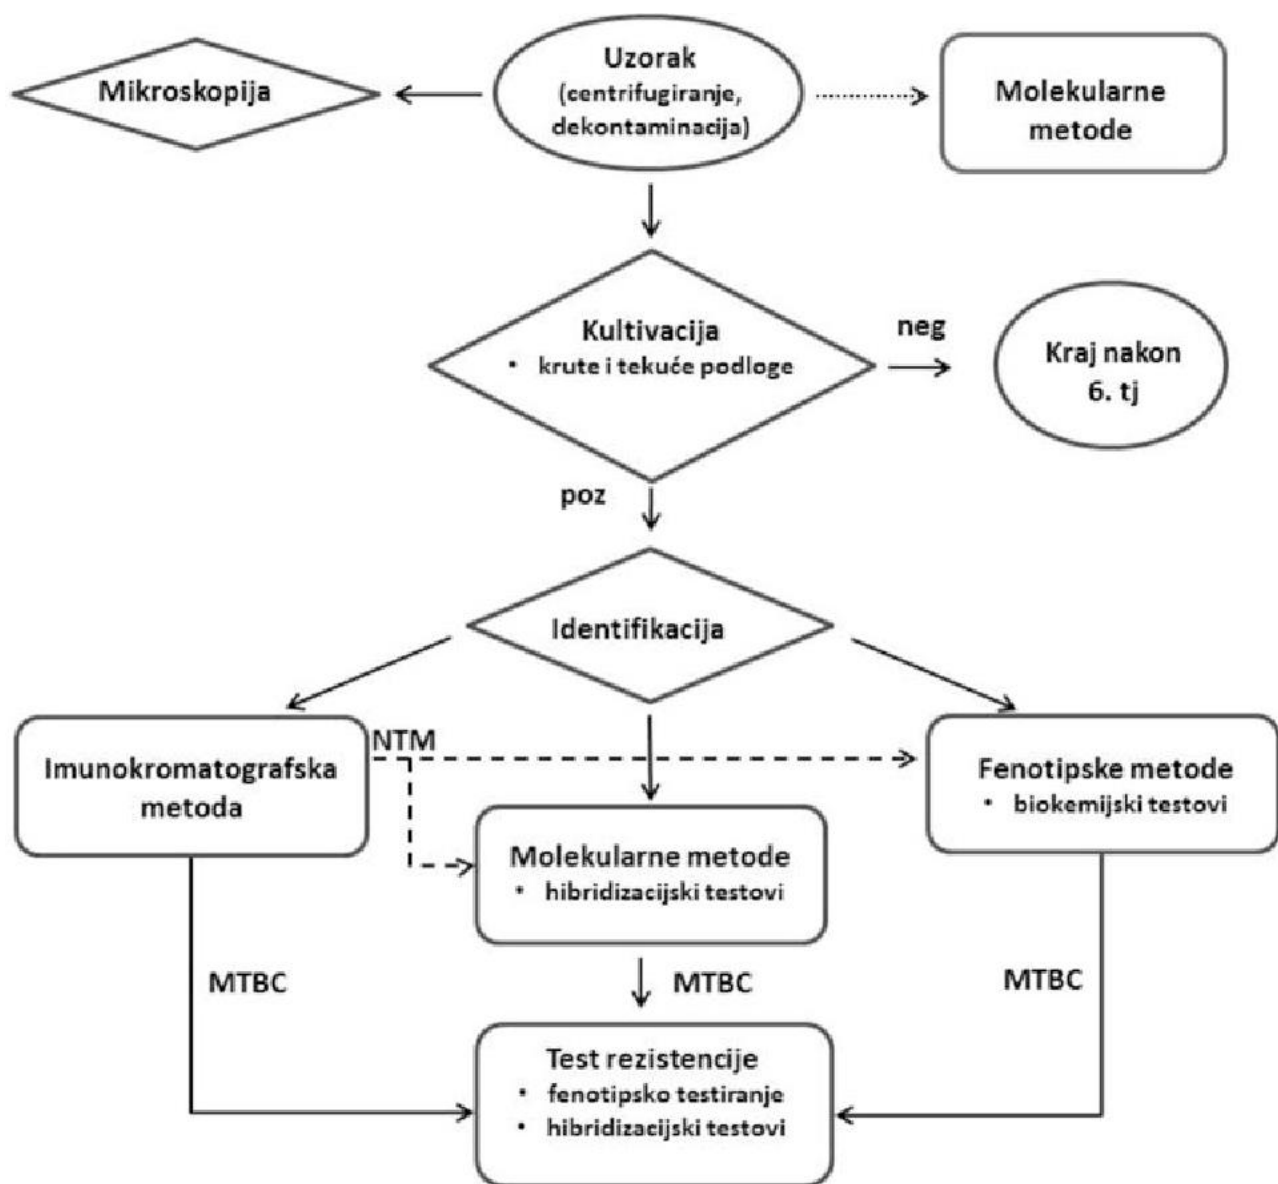 Mikroskopija
Uzorak
(centrifugiranje,
dekontaminacija)
Molekularne
metode
Kultivacija
• krute i tekuće podloge
neg
Kraj nakon
6. tj
poz
Identifikacija
Imunokromatografska
metoda
NTM
Fenotipske metode
• biokemijski testovi
Molekularne metode
• hibridizacijski testovi
MTBC
MTBC
MTBC
Test rezistencije
• fenotipsko testiranje
• hibridizacijski testovi